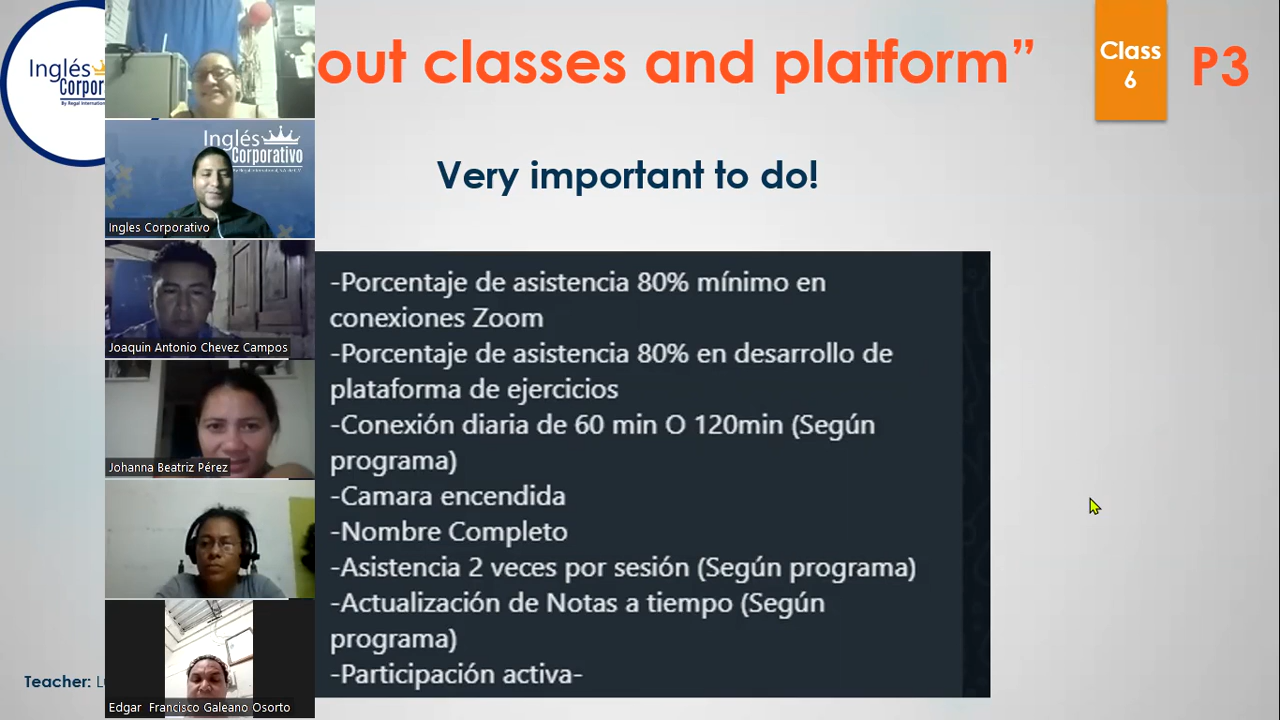 Inglés
Corpor
By Regal Internation
out classes and platform”
Class
6
P3
Very important to do!
Inglés
Corporativo
Ingles Corporativo
Joaquin Antonio Chevez Campos
Johanna Beatriz Pérez
Edgar Francisco Galeano Osorto
-Porcentaje de asistencia 80% mínimo en
conexiones Zoom
-Porcentaje de asistencia 80% en desarrollo de
plataforma de ejercicios
-Conexión diaria de 60 min O 120min (Según
programa)
-Camara encendida
-Nombre Completo
-Asistencia 2 veces por sesión (Según programa)
-Actualización de Notas a tiempo (Según
programa)
-Participación activa-
Teacher: